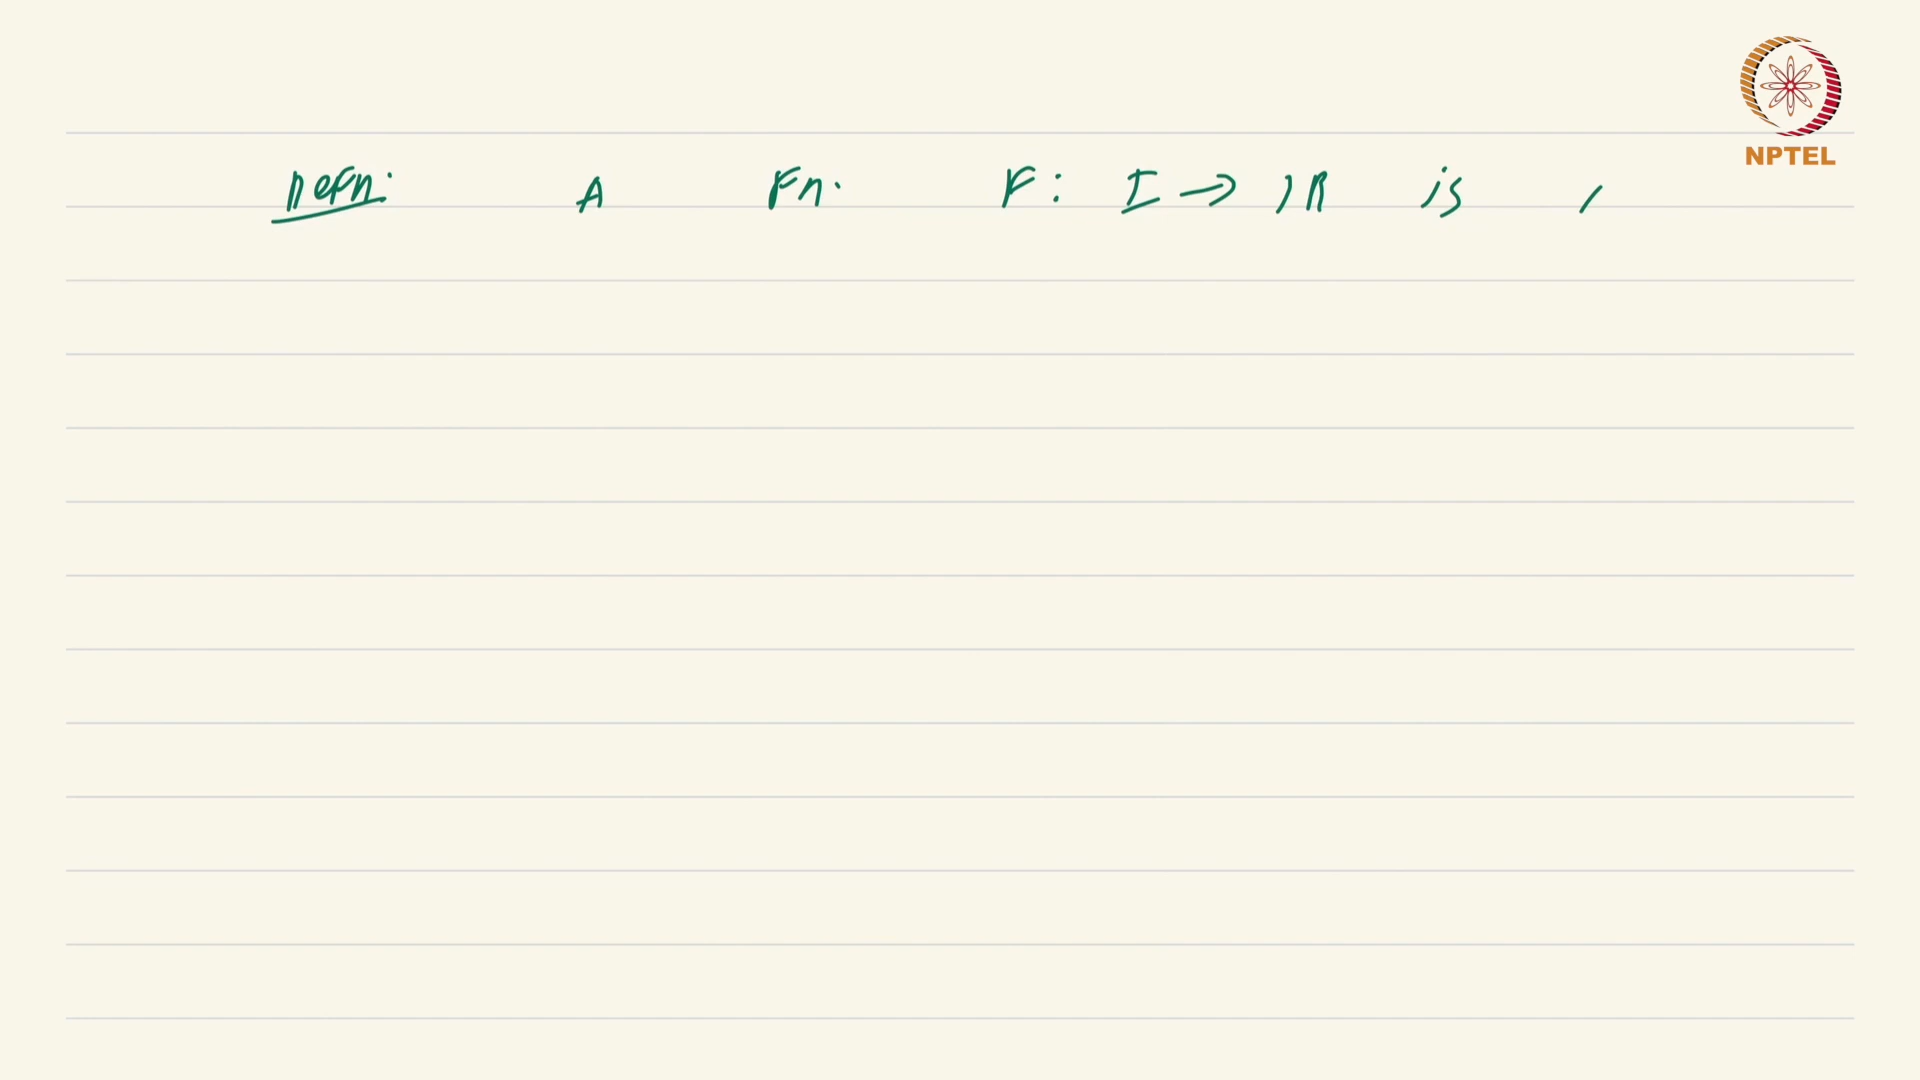 NPTEL
Defn: A Fn. F: I → ℝ is